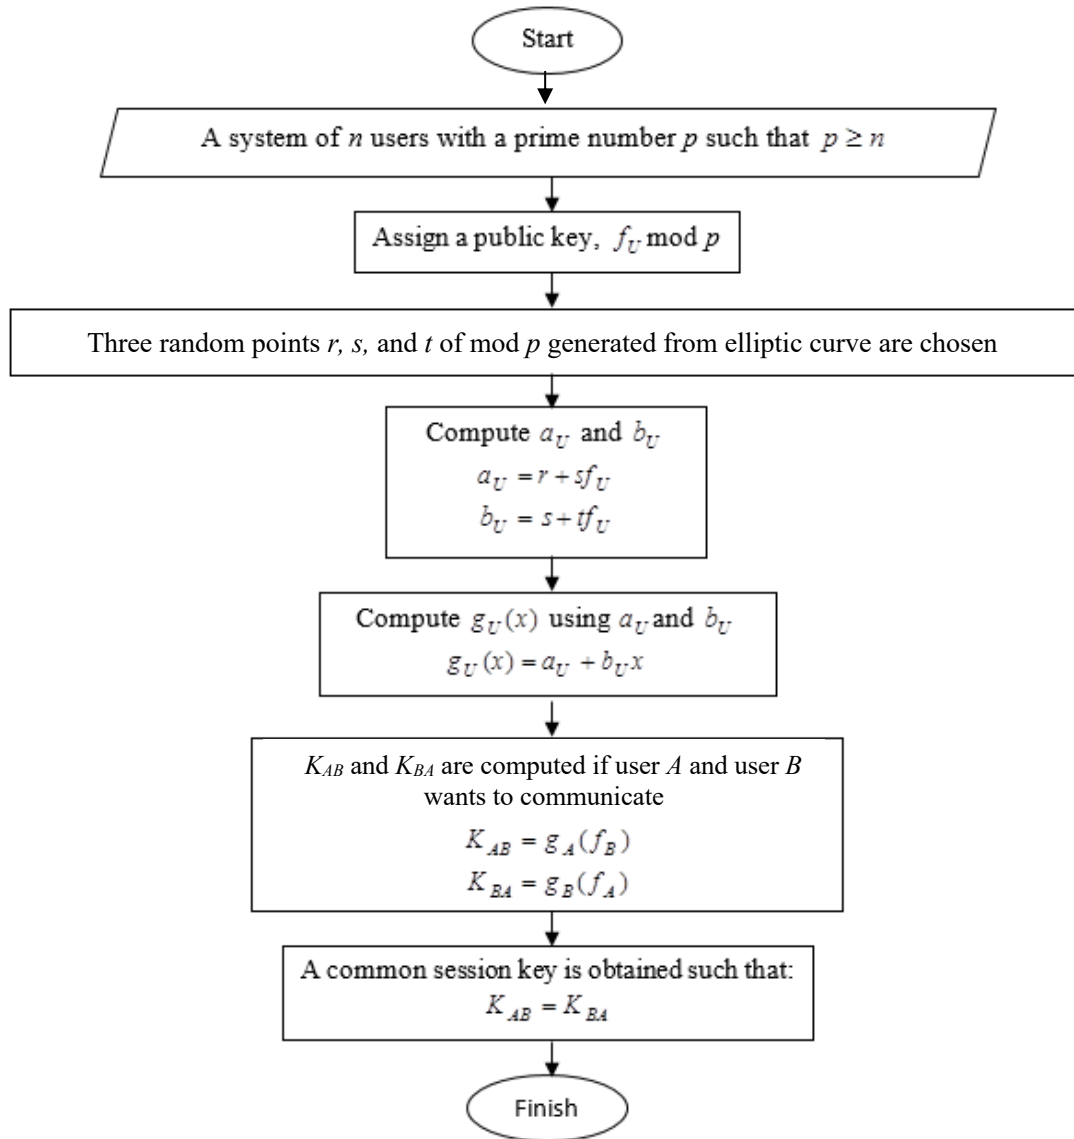 Start
A system of n users with a prime number p such that p ≥ n
Assign a public key, f_U mod p
Three random points r, s, and t of mod p generated from elliptic curve are chosen
Compute a_U and b_U
a_U = r + sf_U
b_U = s + tf_U
Compute g_U(x) using a_U and b_U
g_U(x) = a_U + b_U x
K_AB and K_BA are computed if user A and user B
wants to communicate
K_AB = g_A(f_B)
K_BA = g_B(f_A)
A common session key is obtained such that:
K_AB = K_BA
Finish